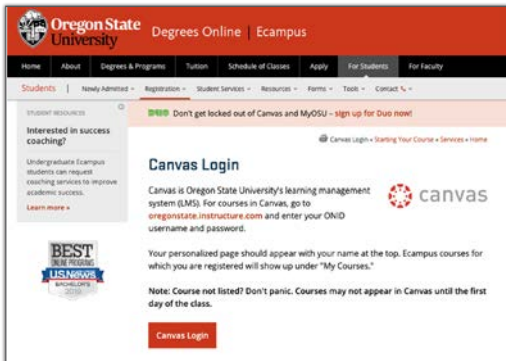 Oregon State
University
Degrees Online | Ecampus
Home About Degrees & Programs Tuition Schedule of Classes Apply For Students For Faculty
Students | Newly Admitted Registration Student Services Resources Forms Tools Contact
STUDENT RESOURCES
Interested in success
coaching?
Undergraduate Ecampus
students can request
coaching services to improve
academic success.
Learn more »
BEST
ONLINE PROGRAMS
U.S.News
BACHELOR'S
DUO Don't get locked out of Canvas and MyOSU – sign up for Duo now!
Canvas Login « Starting Your Course « Services « Home
Canvas Login
Canvas is Oregon State University's learning management
system (LMS). For courses in Canvas, go to
oregonstate.instructure.com and enter your ONID
username and password.
canvas
Your personalized page should appear with your name at the top. Ecampus courses for
which you are registered will show up under "My Courses."
Note: Course not listed? Don't panic. Courses may not appear in Canvas until the first
day of the class.
Canvas Login